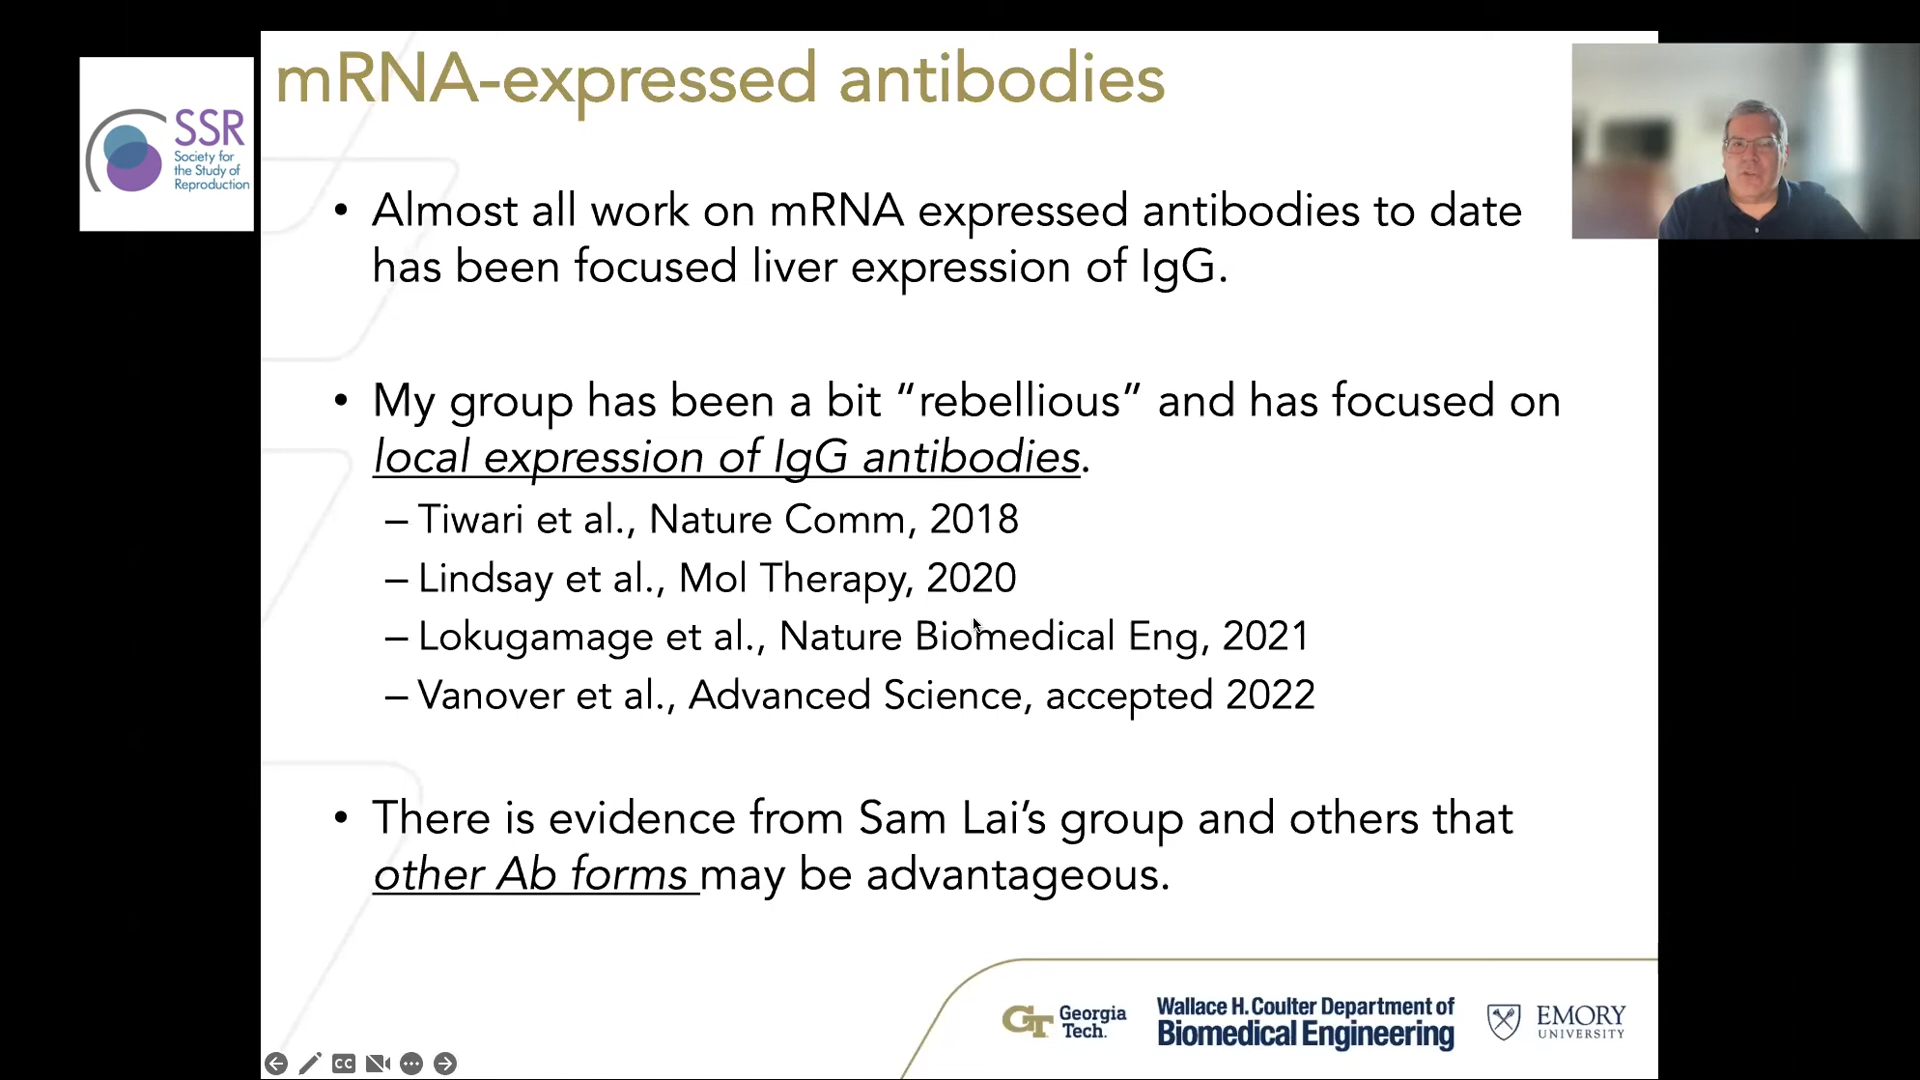 mRNA-expressed antibodies
SSR
Society for
the Study of
Reproduction
• Almost all work on mRNA expressed antibodies to date
has been focused liver expression of IgG.
• My group has been a bit “rebellious” and has focused on
local expression of IgG antibodies.
– Tiwari et al., Nature Comm, 2018
– Lindsay et al., Mol Therapy, 2020
– Lokugamage et al., Nature Biomedical Eng, 2021
– Vanover et al., Advanced Science, accepted 2022
• There is evidence from Sam Lai’s group and others that
other Ab forms may be advantageous.
GT Georgia
Tech.
Wallace H. Coulter Department of
Biomedical Engineering
EMORY
UNIVERSITY
CC